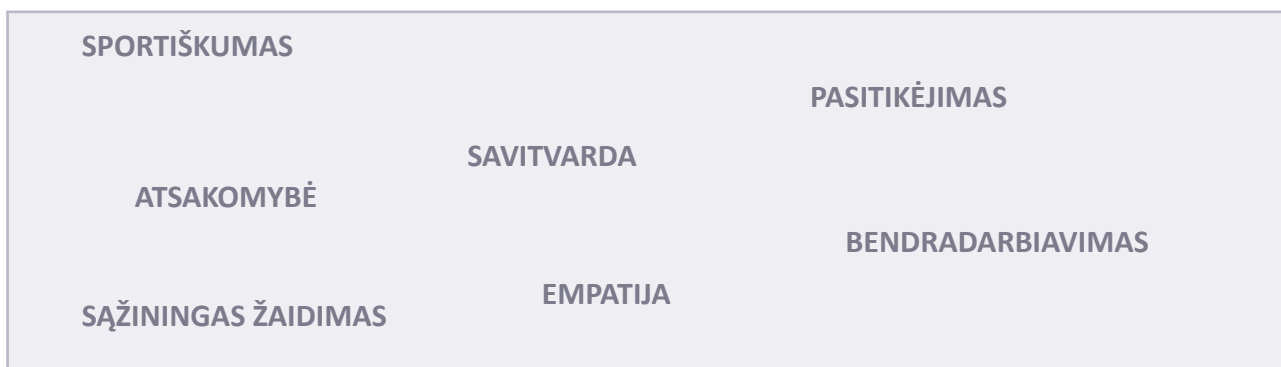 SPORTIŠKUMAS
PASITIKĖJIMAS
SAVITVARDA
ATSAKOMYBĖ
BENDRADARBIAVIMAS
EMPATIJA
SĄŽININGAS ŽAIDIMAS